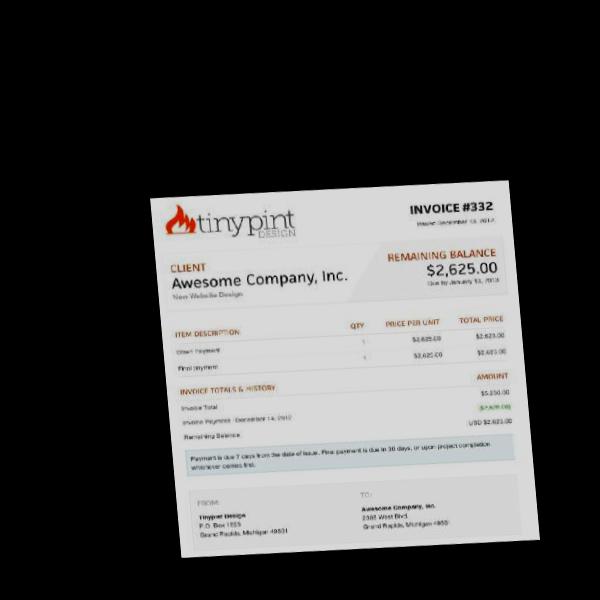 tinypint
DESIGN
INVOICE #332
Issued December 13, 2012
CLIENT
Awesome Company, Inc.
New Website Design
REMAINING BALANCE
$2,625.00
Due by January 13, 2013
ITEM DESCRIPTION QTY PRICE PER UNIT TOTAL PRICE
Down Payment 1 $2,625.00 $2,625.00
Final payment 1 $2,625.00 $2,625.00
INVOICE TOTALS & HISTORY AMOUNT
Invoice Total $5,250.00
Invoice Payments - December 14, 2012 ($2,625.00)
Remaining Balance USD $2,625.00
Payment is due 7 days from the date of issue. Final payment is due in 30 days, or upon project completion
whichever comes first.
FROM:
Tinypint Design
P.O. Box
Grand Rapids, Michigan
TO:
Awesome Company, Inc.
West Blvd.
Grand Rapids, Michigan